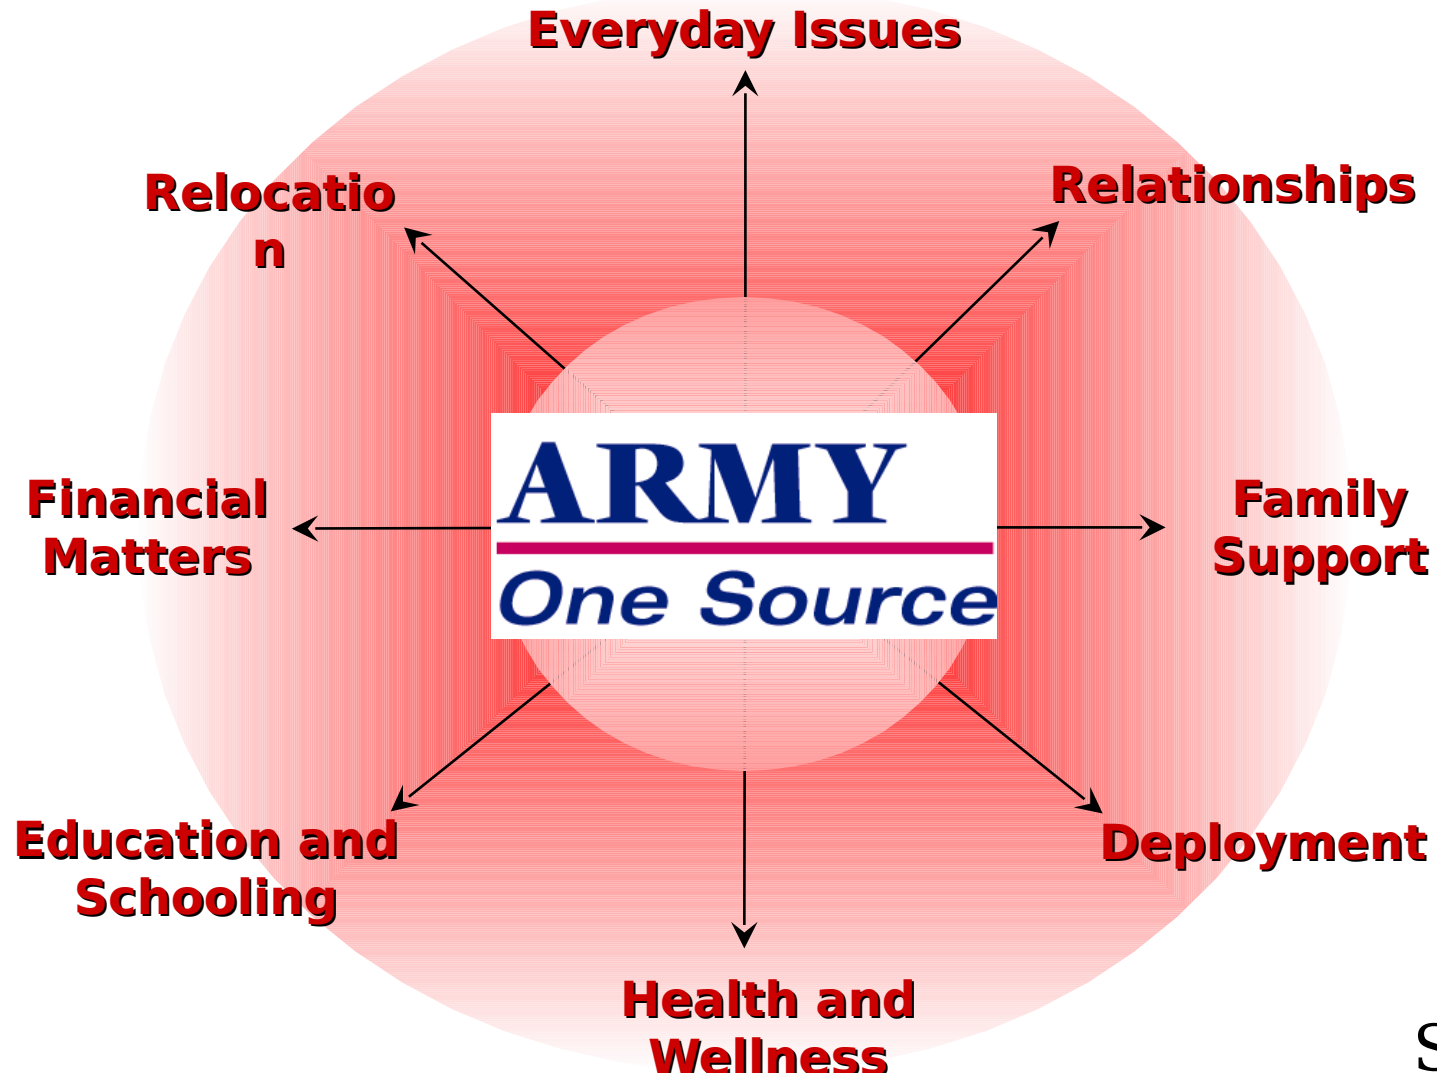 Everyday Issues
Relocatio
n
Relationships
ARMY
One Source
Financial
Matters
Family
Support
Education and
Schooling
Deployment
Health and
Wellness
S